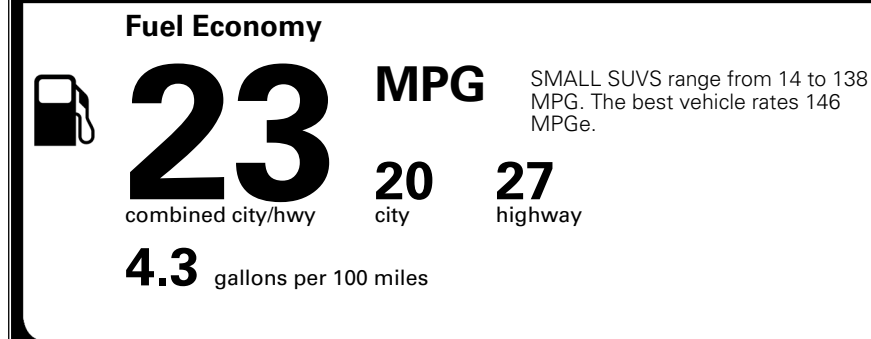 Fuel Economy
23
MPG
SMALL SUVS range from 14 to 138
MPG. The best vehicle rates 146
MPGe.
combined city/hwy
20
city
27
highway
4.3 gallons per 100 miles